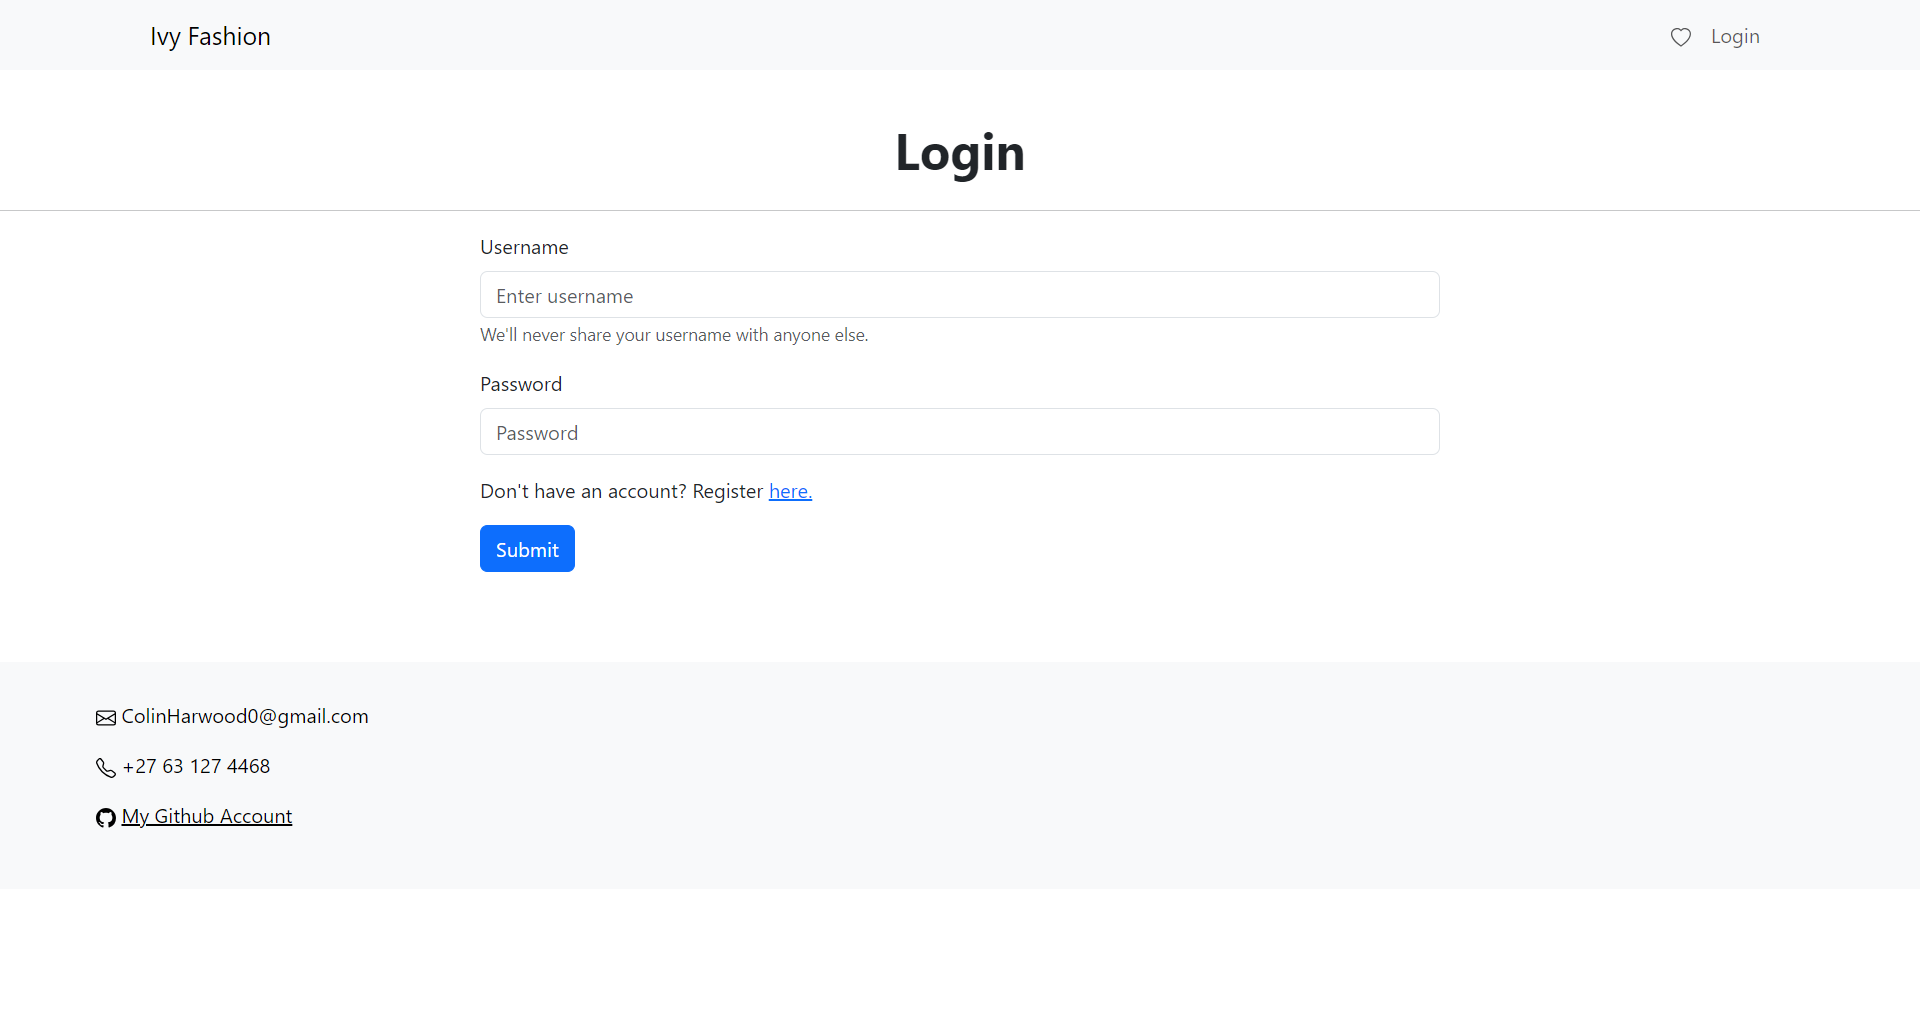 Ivy Fashion
Login
Login
Username
Enter username
We'll never share your username with anyone else.
Password
Password
Don't have an account? Register here.
Submit
ColinHarwood0@gmail.com
+27 63 127 4468
My Github Account